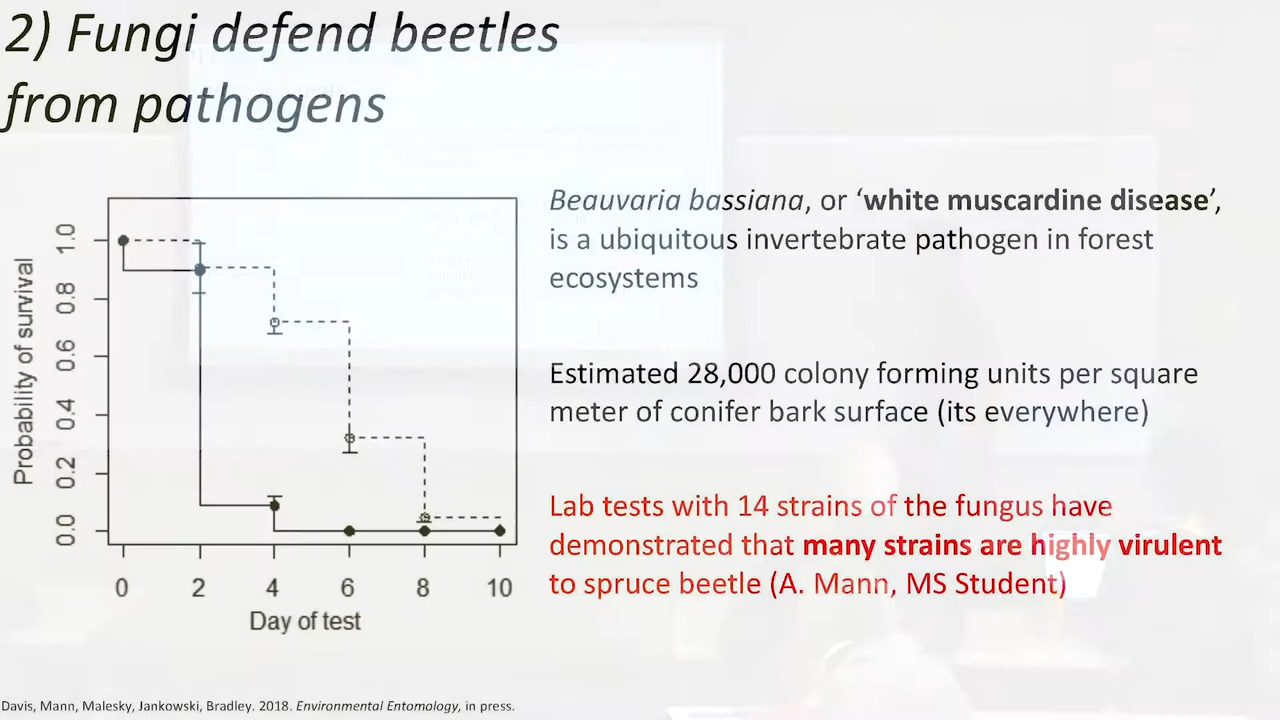 2) Fungi defend beetles
from pathogens
Beauvaria bassiana, or ‘white muscardine disease’,
is a ubiquitous invertebrate pathogen in forest
ecosystems
Estimated 28,000 colony forming units per square
meter of conifer bark surface (its everywhere)
Lab tests with 14 strains of the fungus have
demonstrated that many strains are highly virulent
to spruce beetle (A. Mann, MS Student)
Probability of survival
1.0
0.8
0.6
0.4
0.2
0.0
0 2 4 6 8 10
Day of test
Davis, Mann, Malesky, Jankowski, Bradley. 2018. Environmental Entomology, in press.